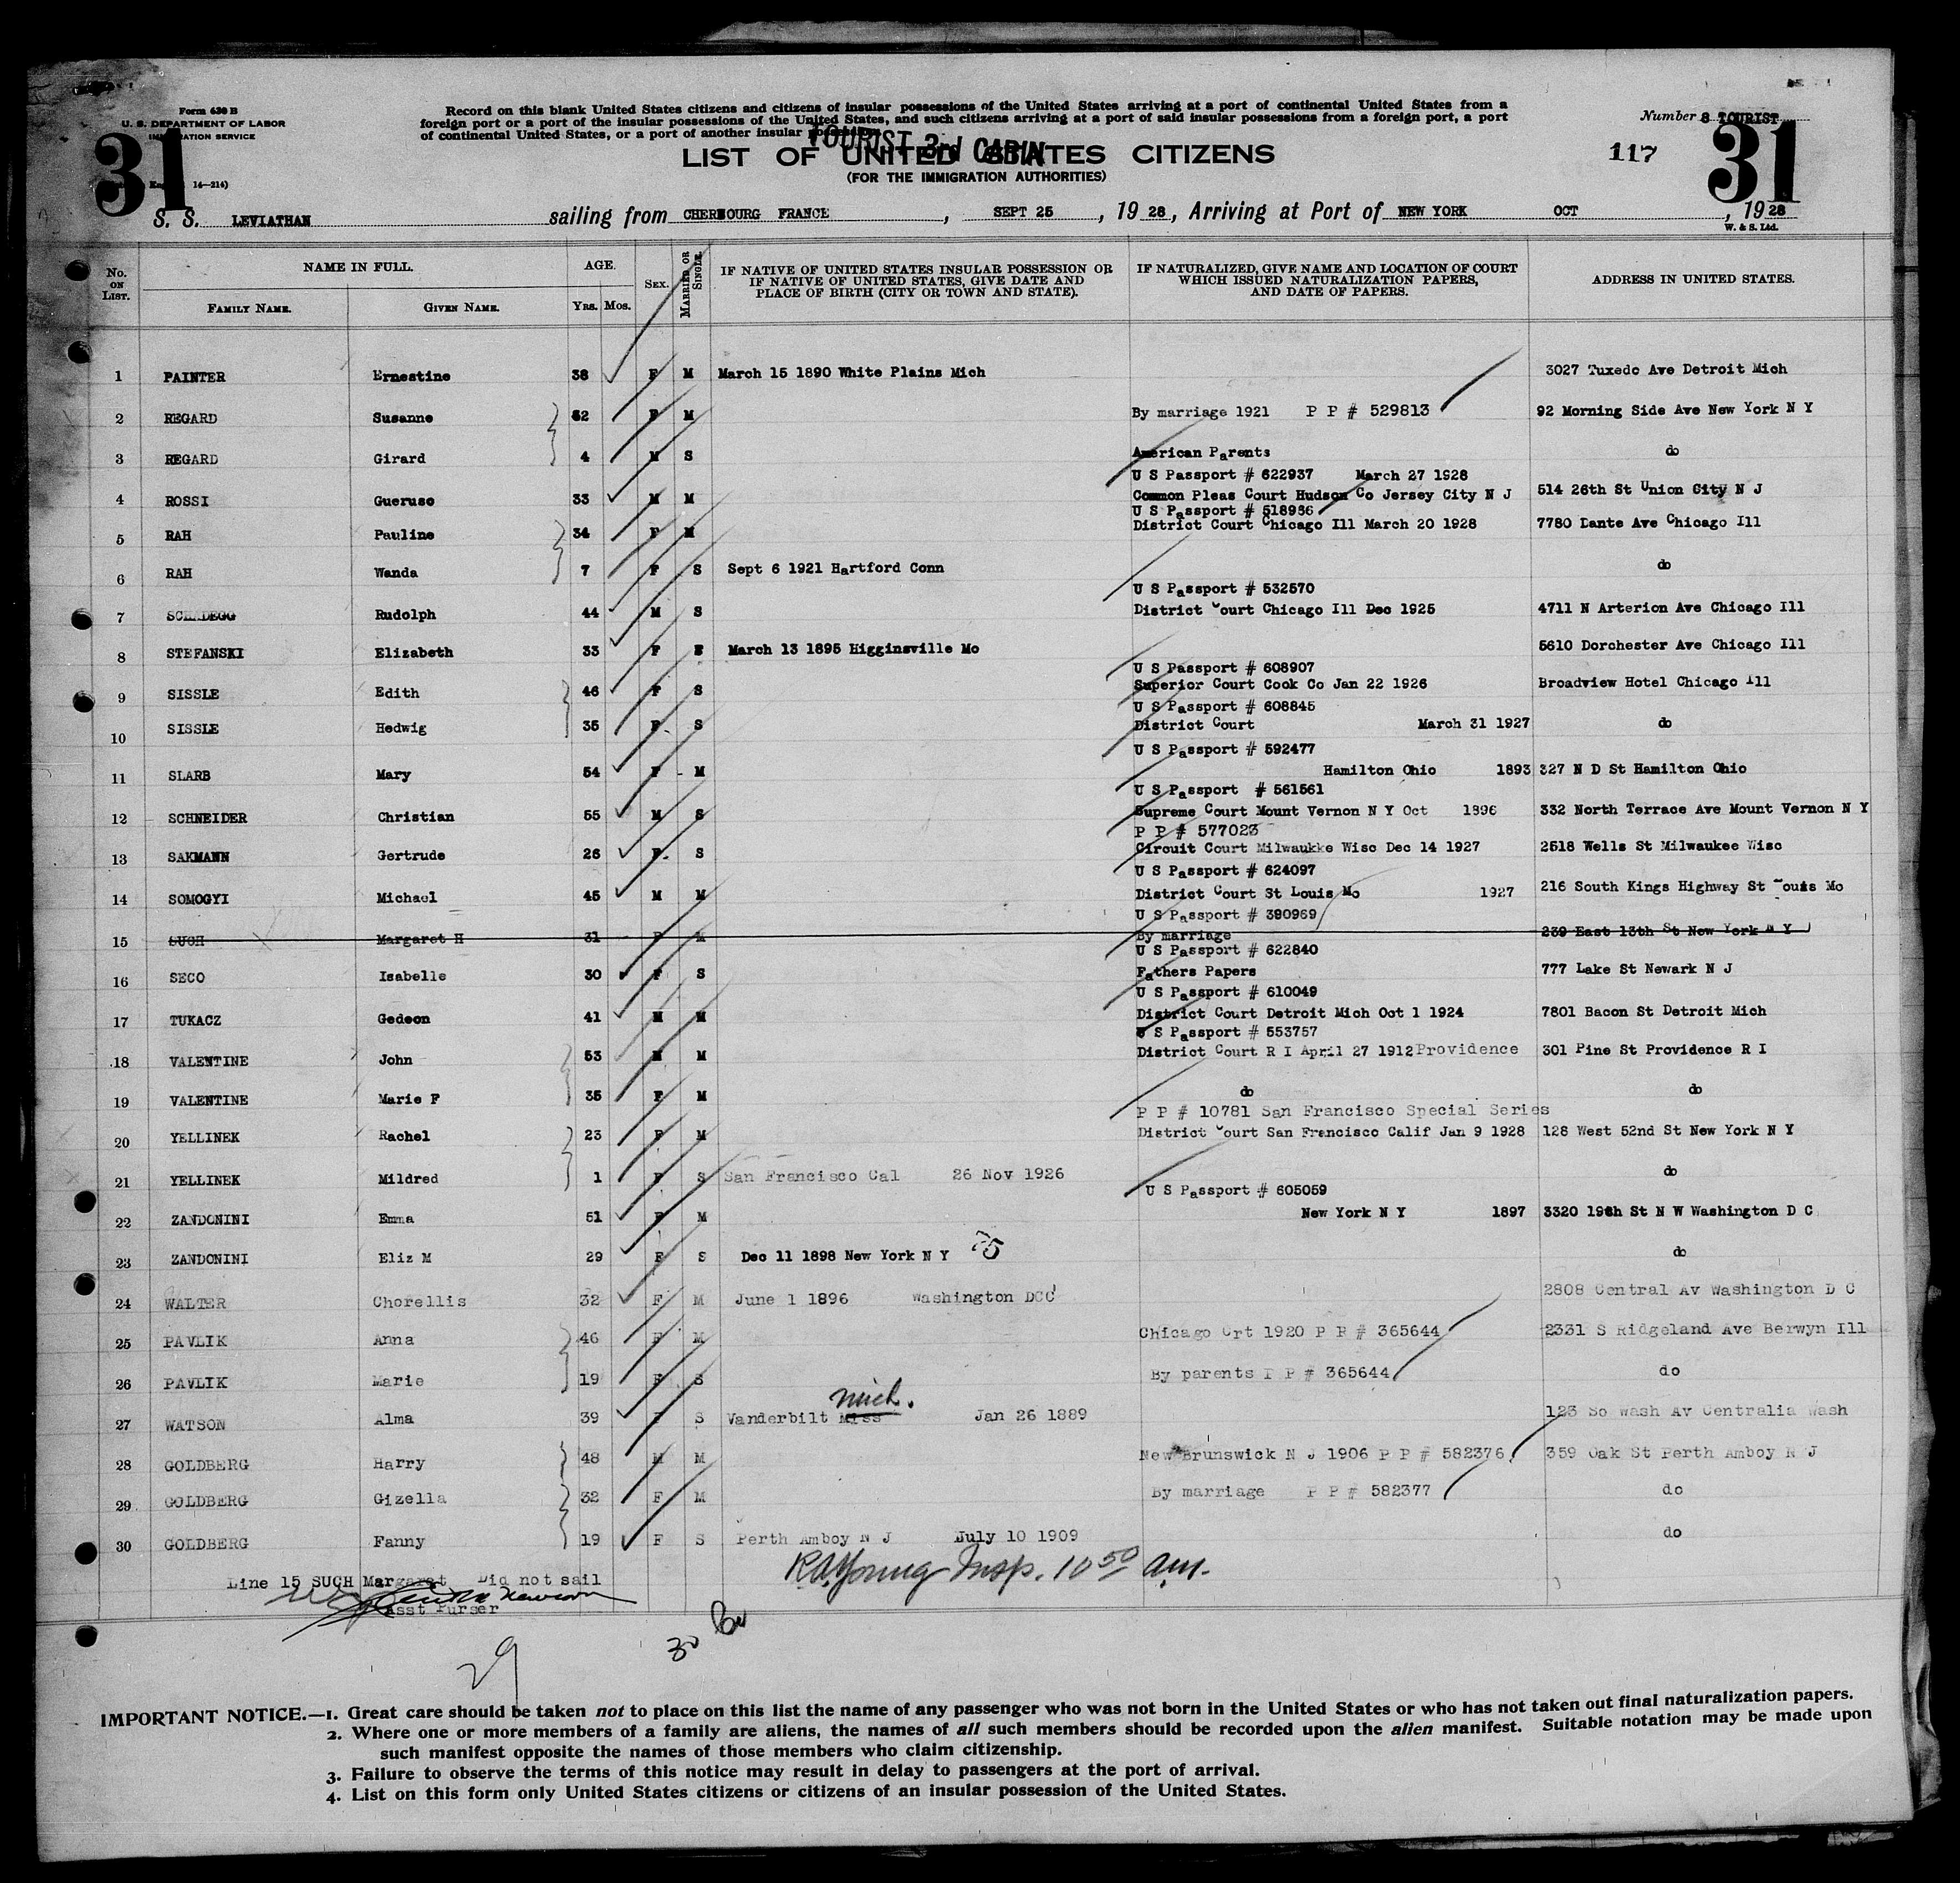 Form 630 B
U. S. DEPARTMENT OF LABOR
IMMIGRATION SERVICE
31
Record on this blank United States citizens and citizens of insular possessions of the United States arriving at a port of continental United States from a
foreign port or a port of the insular possessions of the United States, and such citizens arriving at a port of said insular possessions from a foreign port, a port
of continental United States, or a port of another insular possession.
Number 8 TOURIST
117
31
TOURIST 3rd CABIN
LIST OF UNITED STATES CITIZENS
(FOR THE IMMIGRATION AUTHORITIES)
S. S. LEVIATHAN sailing from CHERBOURG FRANCE, SEPT 25, 19 28, Arriving at Port of NEW YORK OCT, 19 28
W. & S. Ltd.
No. ON LIST. NAME IN FULL. FAMILY NAME. GIVEN NAME. AGE. Yrs. Mos. SEX. MARRIED OR SINGLE. IF NATIVE OF UNITED STATES INSULAR POSSESSION OR IF NATIVE OF UNITED STATES, GIVE DATE AND PLACE OF BIRTH (CITY OR TOWN AND STATE). IF NATURALIZED, GIVE NAME AND LOCATION OF COURT WHICH ISSUED NATURALIZATION PAPERS, AND DATE OF PAPERS. ADDRESS IN UNITED STATES.
1 PAINTER Ernestine 38 F M March 15 1890 White Plains Mich 3027 Tuxedo Ave Detroit Mich
2 REGARD Susanne 32 F M By marriage 1921 P P # 529813 92 Morning Side Ave New York N Y
3 REGARD Girard 4 M S American Parents do
U S Passport # 622937 March 27 1928
4 ROSSI Gueruso 33 M M Common Pleas Court Hudson Co Jersey City N J 514 26th St Union City N J
U S Passport # 518936
5 RAH Pauline 34 F M District Court Chicago Ill March 20 1928 7780 Dante Ave Chicago Ill
6 RAH Wanda 7 F S Sept 6 1921 Hartford Conn do
U S Passport # 532570
7 SCHADEGG Rudolph 44 M S District Court Chicago Ill Dec 1925 4711 N Arterion Ave Chicago Ill
8 STEFANSKI Elizabeth 33 F S March 13 1895 Higginsville Mo 5610 Dorchester Ave Chicago Ill
U S Passport # 608907
9 SISSLE Edith 46 F S Superior Court Cook Co Jan 22 1926 Broadview Hotel Chicago Ill
U S Passport # 608845
10 SISSLE Hedwig 35 F S District Court March 31 1927 do
U S Passport # 592477
11 SLARB Mary 54 F M Hamilton Ohio 1893 327 N D St Hamilton Ohio
U S Passport # 561561
12 SCHNEIDER Christian 55 M S Supreme Court Mount Vernon N Y Oct 1896 332 North Terrace Ave Mount Vernon N Y
P P # 577023
13 SAKMANN Gertrude 26 F S Circuit Court Milwaukke Wisc Dec 14 1927 2518 Wells St Milwaukee Wisc
U S Passport # 624097
14 SOMOGYI Michael 45 M M District Court St Louis Mo 1927 216 South Kings Highway St Louis Mo
U S Passport # 390969
15 SUCH Margaret H 31 F M By marriage 239 East 13th St New York N Y
U S Passport # 622840
16 SECO Isabelle 30 F S Fathers Papers 777 Lake St Newark N J
U S Passport # 610049
17 TUKACZ Gedeon 41 M M District Court Detroit Mich Oct 1 1924 7801 Bacon St Detroit Mich
U S Passport # 553757
18 VALENTINE John 53 M M District Court R I April 27 1912 Providence 301 Pine St Providence R I
19 VALENTINE Marie F 35 F M do do
P P # 10781 San Francisco Special Series
20 YELLINEK Rachel 23 F M District Court San Francisco Calif Jan 9 1928 128 West 52nd St New York N Y
21 YELLINEK Mildred 1 F S San Francisco Cal 26 Nov 1926 do
U S Passport # 605059
22 ZANDONINI Emma 51 F M New York N Y 1897 3320 19th St N W Washington D C
23 ZANDONINI Eliz M 29 F S Dec 11 1898 New York N Y 75 do
24 WALTER Chorellis 32 F M June 1 1896 Washington DCC 2808 Central Av Washington D C
25 PAVLIK Anna 46 F M Chicago Crt 1920 P P # 365644 2331 S Ridgeland Ave Berwyn Ill
26 PAVLIK Marie 19 F S By parents P P # 365644 do
27 WATSON Alma 39 F S Vanderbilt Miss Mich. Jan 26 1889 123 So Wash Av Centralia Wash
28 GOLDBERG Harry 48 M M New Brunswick N J 1906 P P # 582376 359 Oak St Perth Amboy N J
29 GOLDBERG Gizella 32 F M By marriage P P # 582377 do
30 GOLDBERG Fanny 19 F S Perth Amboy N J July 10 1909 do
R.A. Young Insp. 10 50 am.
Line 15 SUCH Margaret Did not sail
Asst Purser
30
29
IMPORTANT NOTICE.—1. Great care should be taken not to place on this list the name of any passenger who was not born in the United States or who has not taken out final naturalization papers.
2. Where one or more members of a family are aliens, the names of all such members should be recorded upon the alien manifest. Suitable notation may be made upon
such manifest opposite the names of those members who claim citizenship.
3. Failure to observe the terms of this notice may result in delay to passengers at the port of arrival.
4. List on this form only United States citizens or citizens of an insular possession of the United States.